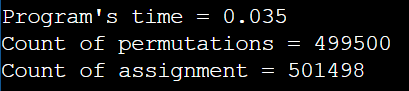 Program's time = 0.035
Count of permutations = 499500
Count of assignment = 501498